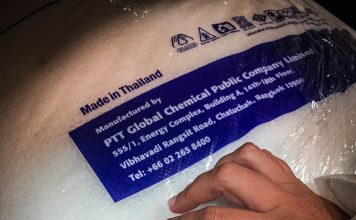 Made in Thailand
Manufactured by
PTT Global Chemical Public Company Limited
555/1, Energy Complex, Building A, 14th-18th Floor,
Vibhavadi Rangsit Road, Chatuchak, Bangkok 10900
Tel: +66 02 265 8400